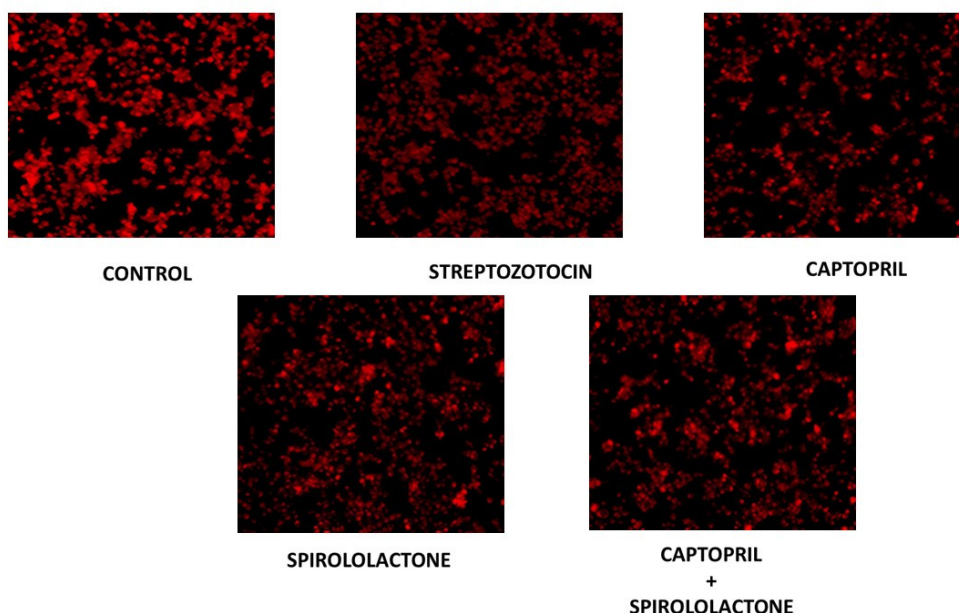 CONTROL
STREPTOZOTOCIN
CAPTOPRIL
SPIROLOLACTONE
CAPTOPRIL
+
SPIROLOLACTONE